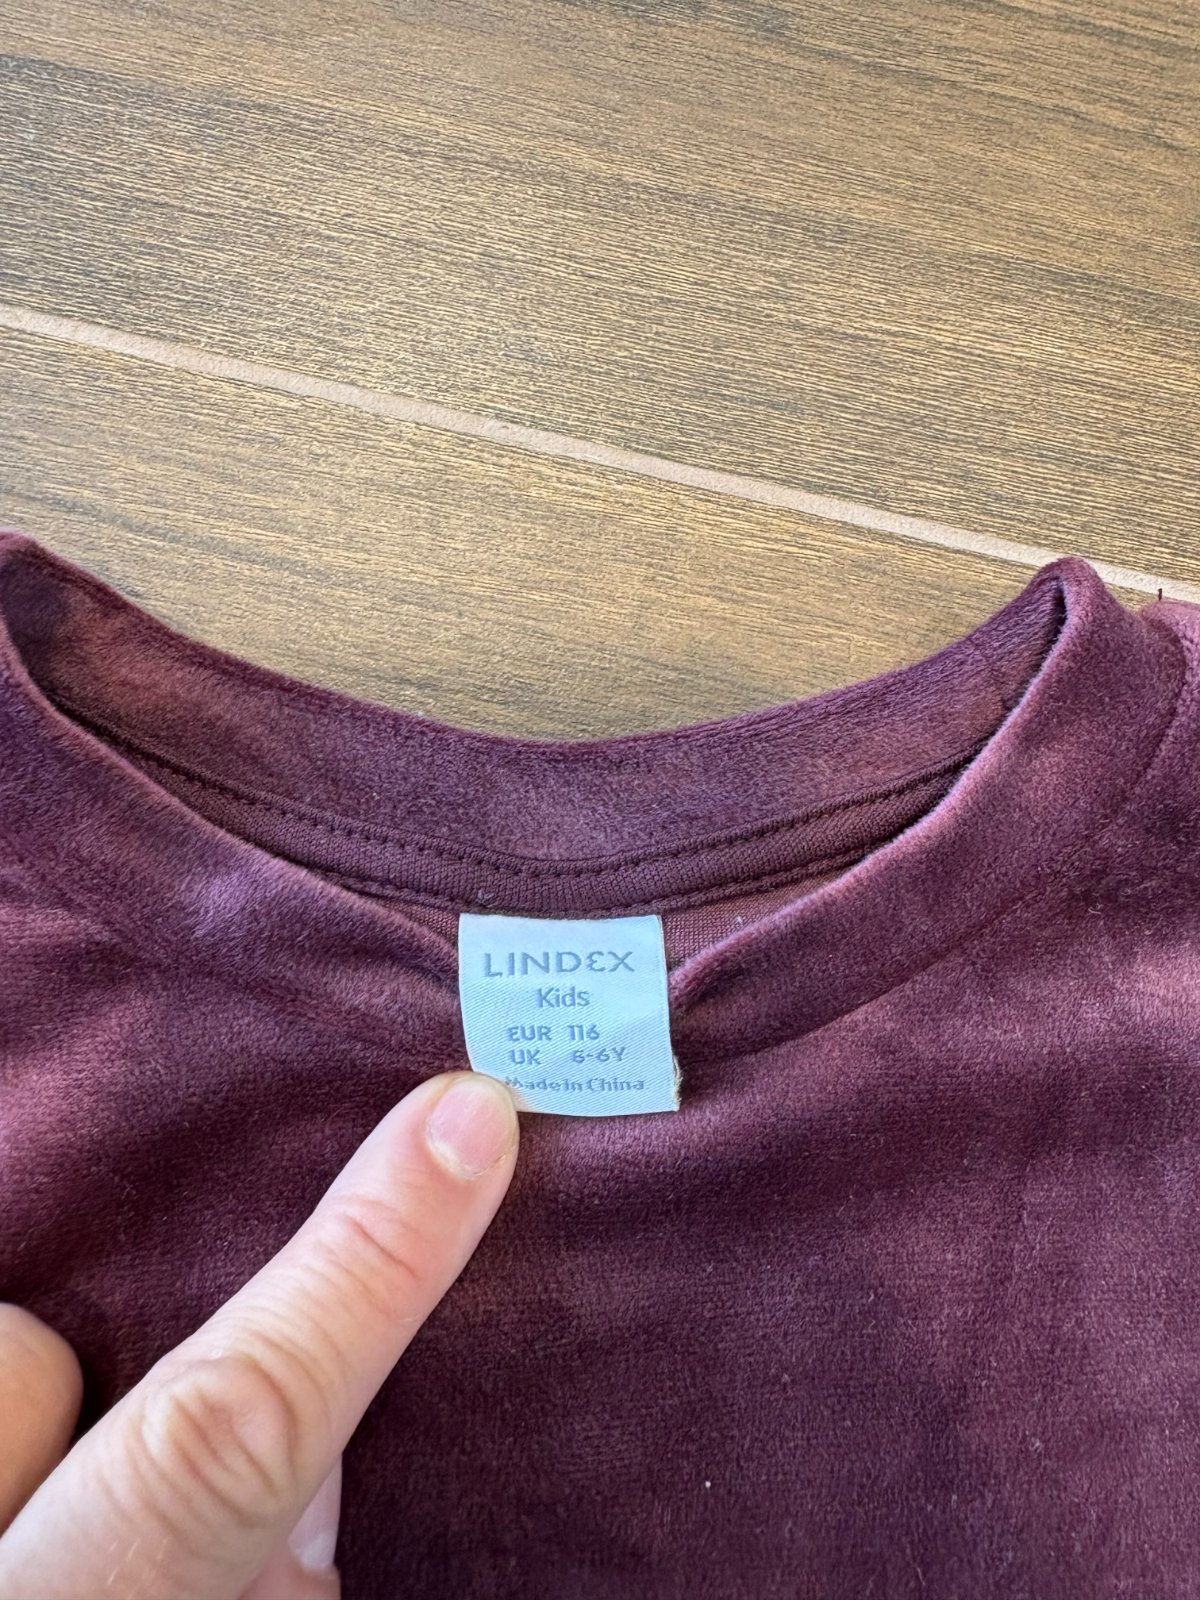 LINDEX
Kids
EUR 116
UK 5-6Y
Made in China